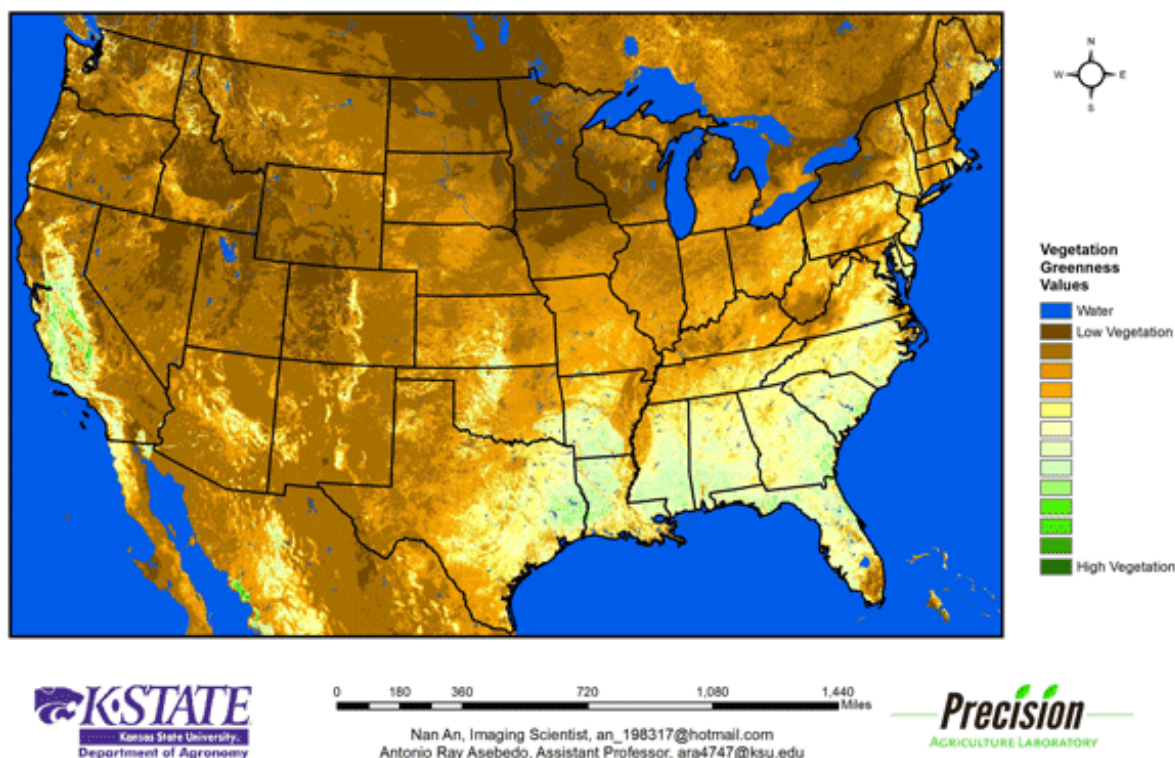 N
W E
S
Vegetation
Greenness
Values
Water
Low Vegetation
High Vegetation
K-STATE
Kansas State University.
Department of Agronomy
0 180 360 720 1,080 1,440
Miles
Nan An, Imaging Scientist, an_198317@hotmail.com
Antonio Ray Asebedo, Assistant Professor, ara4747@ksu.edu
Precision
AGRICULTURE LABORATORY